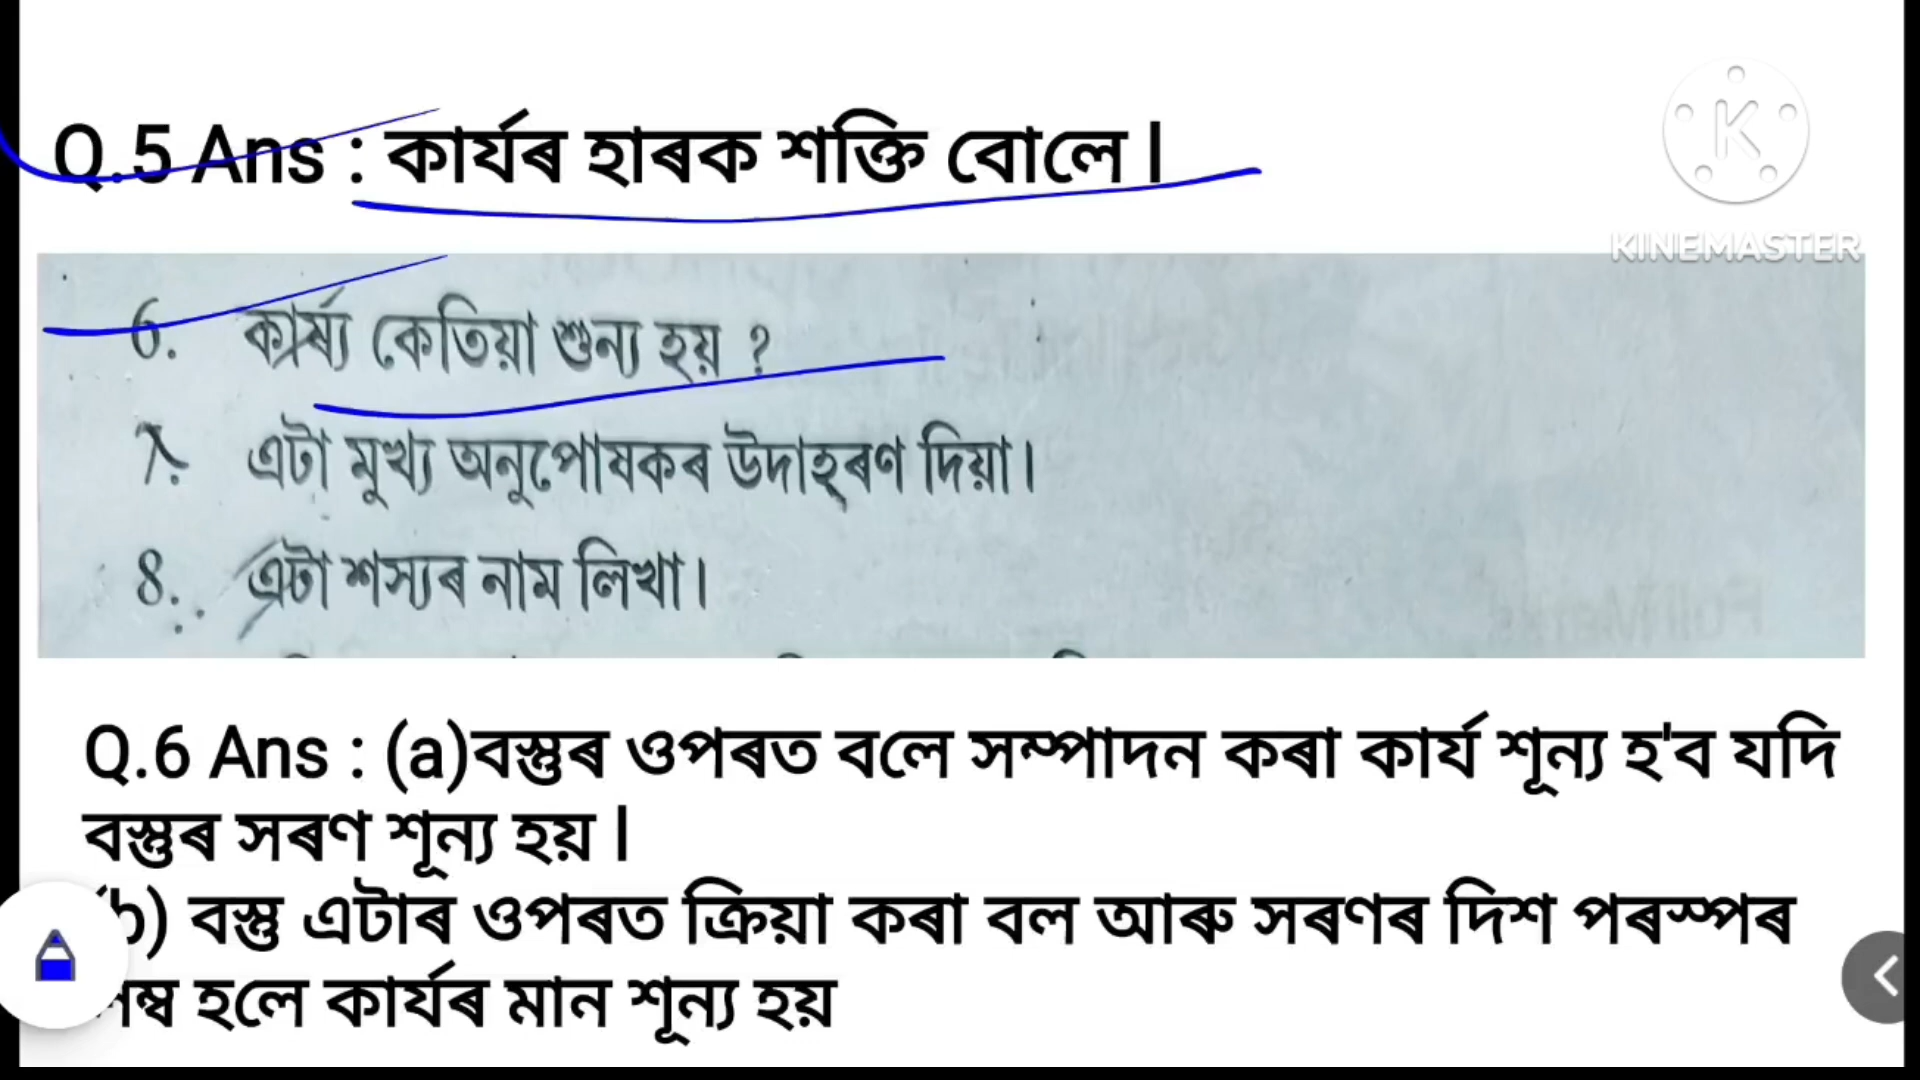 Q.5 Ans : কাৰ্যৰ হাৰক শক্তি বোলে l
KINEMASTER
6. কাৰ্ষ্য কেতিয়া শুন্য হয় ?
7. এটা মুখ্য অনুপোষকৰ উদাহৰণ দিয়া।
8. এটা শস্যৰ নাম লিখা।
Q.6 Ans : (a)বস্তুৰ ওপৰত বলে সম্পাদন কৰা কাৰ্য শূন্য হ'ব যদি
বস্তুৰ সৰণ শূন্য হয় l
b) বস্তু এটাৰ ওপৰত ক্ৰিয়া কৰা বল আৰু সৰণৰ দিশ পৰস্পৰ
হলে কাৰ্যৰ মান শূন্য হয়